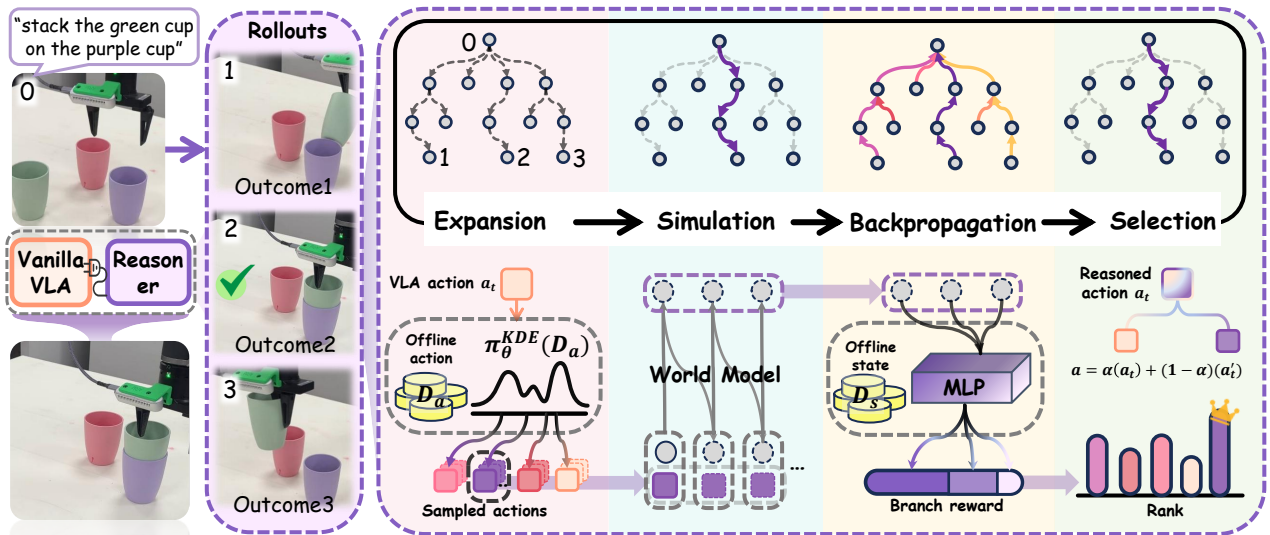 “stack the green cup
on the purple cup”
0
Vanilla
VLA
Reason
er
Rollouts
1
Outcome1
2
Outcome2
3
Outcome3
0
1
2
3
Expansion
Simulation
Backpropagation
Selection
VLA action a_t
Offline
action
D_a
π_θ^{KDE}(D_a)
Sampled actions
World Model
...
Offline
state
D_s
MLP
Branch reward
Reasoned
action a_t
a = α(a_t) + (1 − α)(a′_t)
Rank